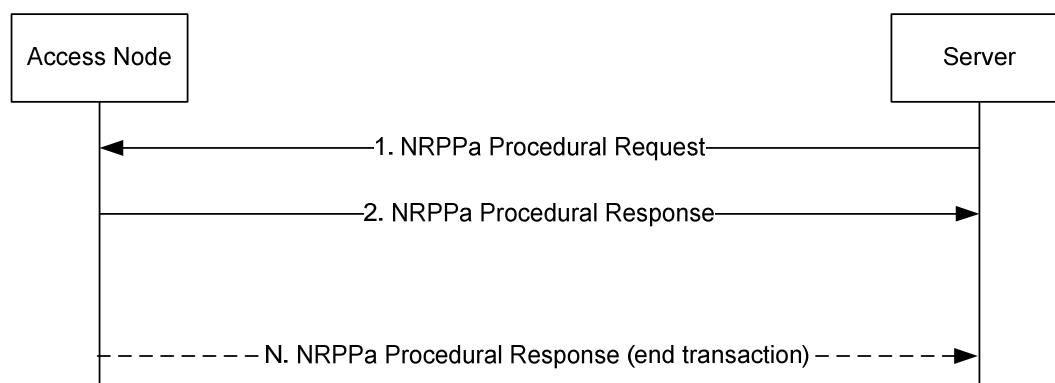 Access Node
Server
1. NRPPa Procedural Request
2. NRPPa Procedural Response
N. NRPPa Procedural Response (end transaction)